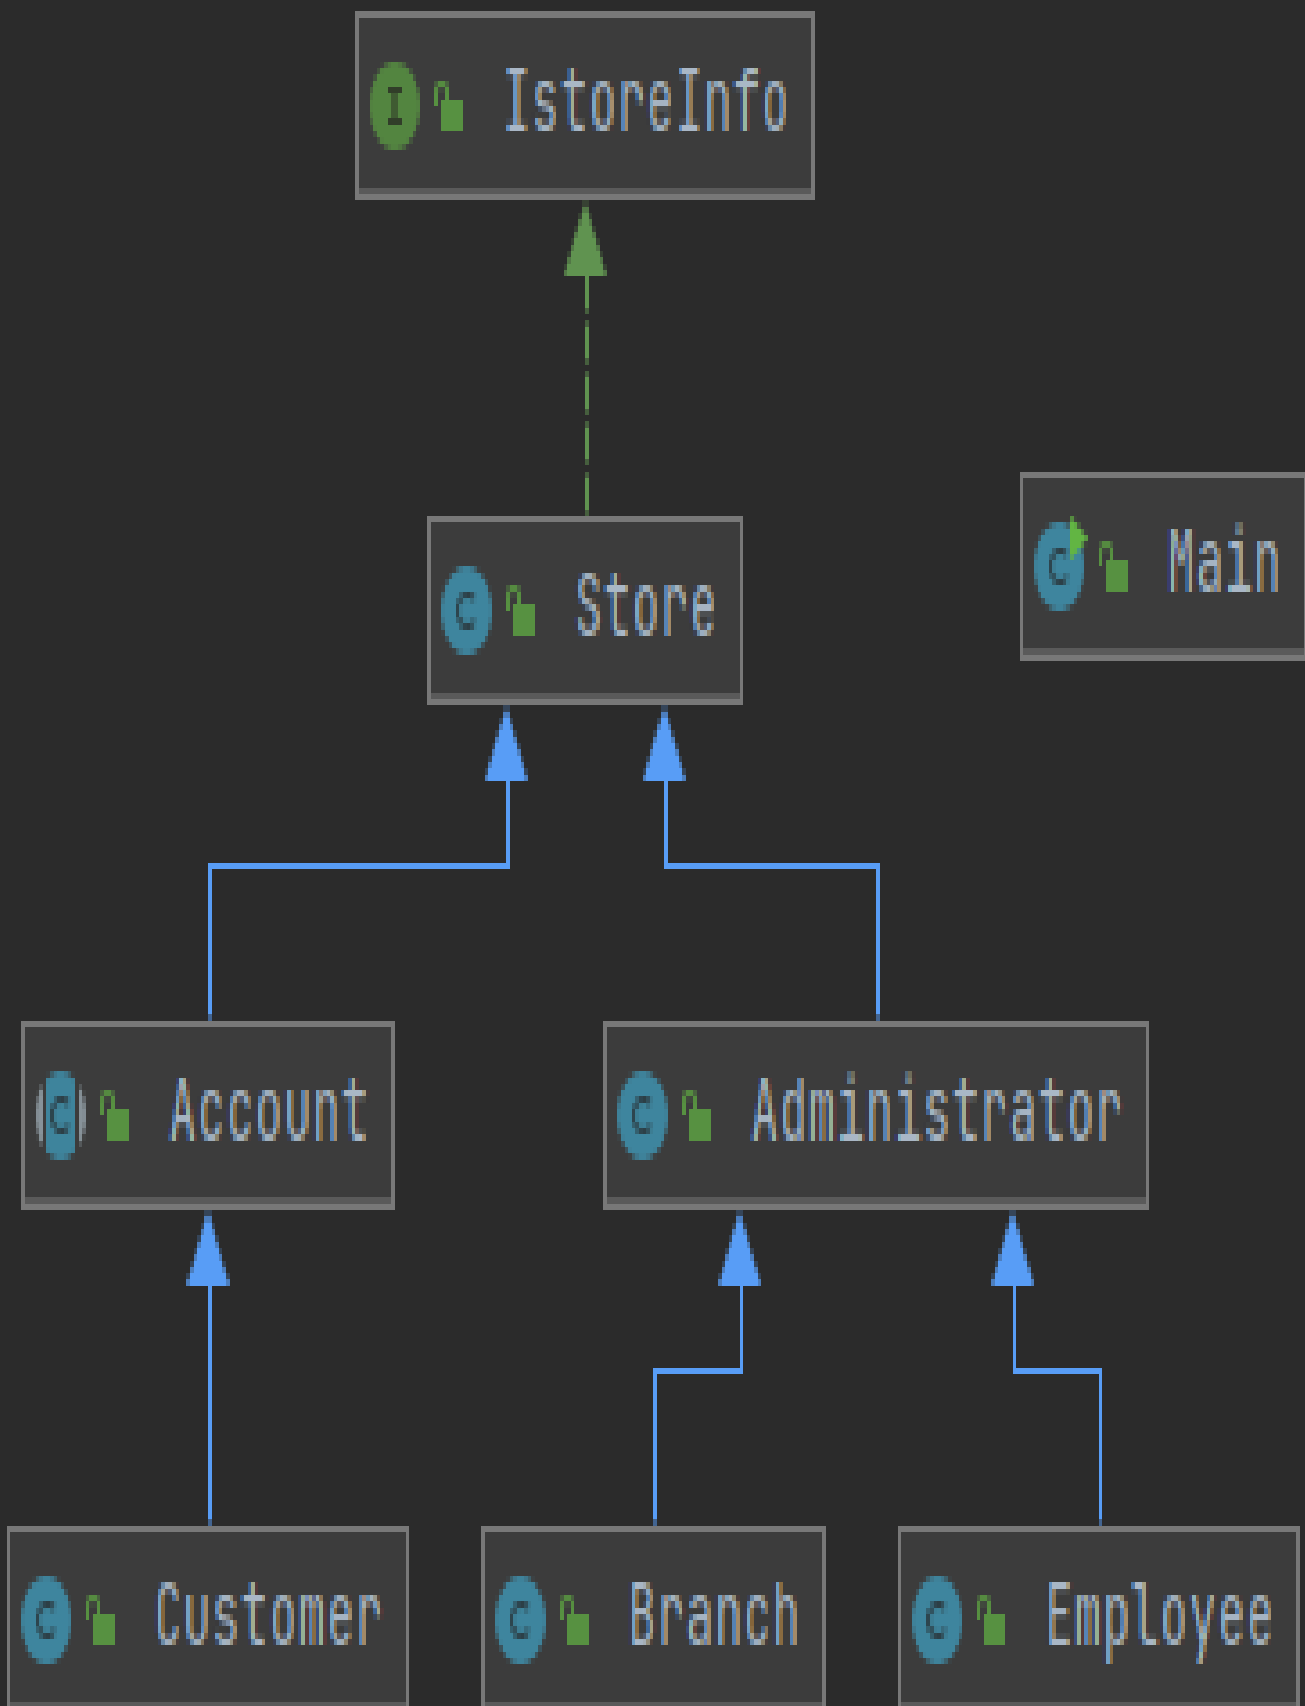 I IstoreInfo
C Store
C Main
C Account
C Administrator
C Customer
C Branch
C Employee